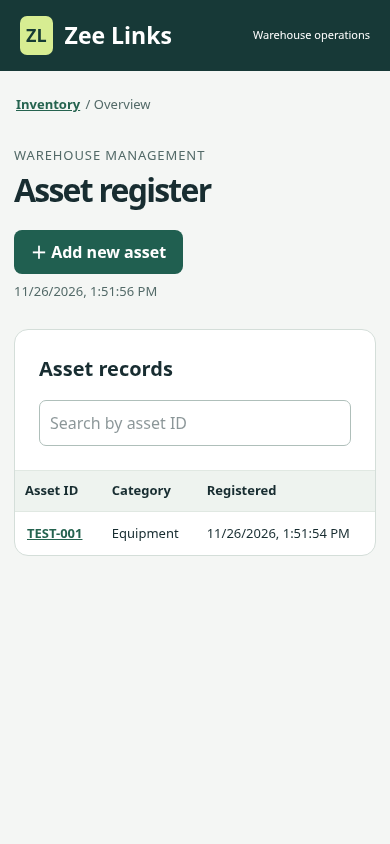 ZL Zee Links Warehouse operations
Inventory / Overview
WAREHOUSE MANAGEMENT
Asset register
+ Add new asset
11/26/2026, 1:51:56 PM
Asset records
Search by asset ID
Asset ID Category Registered
TEST-001 Equipment 11/26/2026, 1:51:54 PM